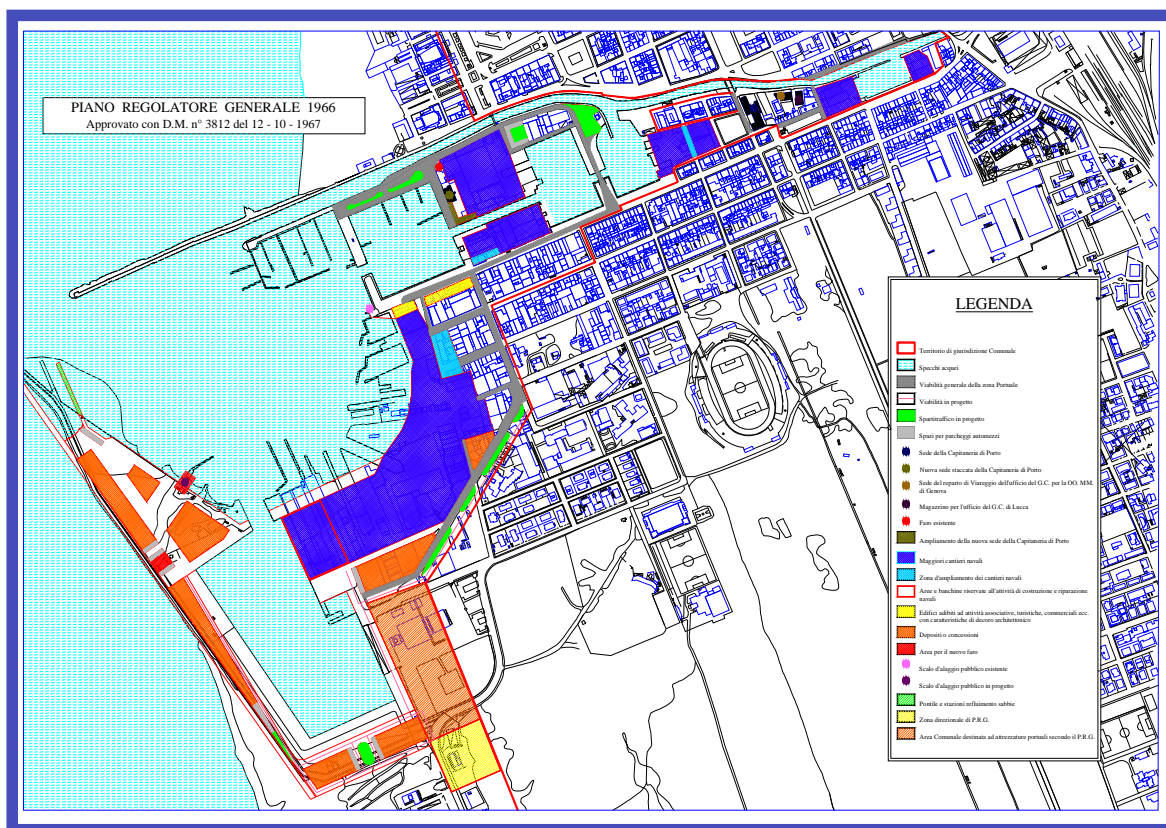 PIANO REGOLATORE GENERALE 1966
Approvato con D.M. n° 3812 del 12 - 10 - 1967
LEGENDA
Territorio di giurisdizione Comunale
Specchi acquei
Viabilità generale della zona Portuale
Viabilità in progetto
Spartitraffico in progetto
Spazi per parcheggi automezzi
Sede della Capitaneria di Porto
Nuova sede staccata della Capitaneria di Porto
Sede del reparto di Viareggio dell'ufficio del G.C. per la OO. MM.
di Genova
Magazzino per l'ufficio del G.C. di Lucca
Faro esistente
Ampliamento della nuova sede della Capitaneria di Porto
Maggiori cantieri navali
Zona d'ampliamento dei cantieri navali
Aree e banchine riservate all'attività di costruzione e riparazione
navali
Edifici adibiti ad attività associative, turistiche, commerciali ecc.
con caratteristiche di decoro architettonico
Depositi o concessioni
Area per il nuovo faro
Scalo d'alaggio pubblico esistente
Scalo d'alaggio pubblico in progetto
Pontile e stazioni refluimento sabbie
Zona direzionale di P.R.G.
Area Comunale destinata ad attrezzature portuali secondo il P.R.G.